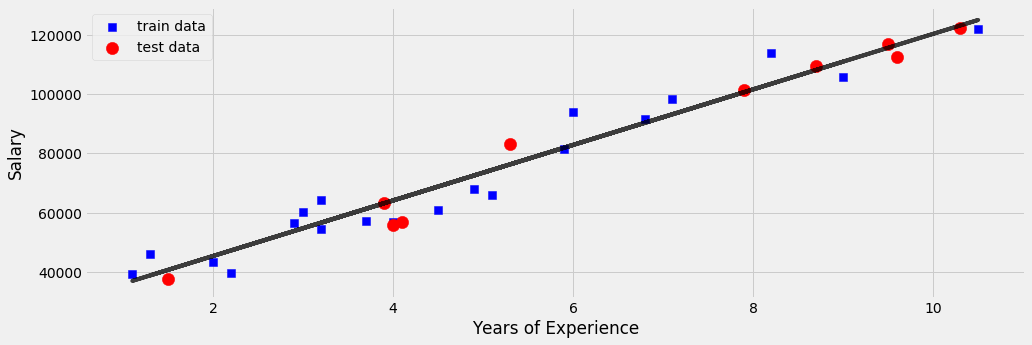 train data
test data
120000
100000
80000
60000
40000
Salary
2 4 6 8 10
Years of Experience